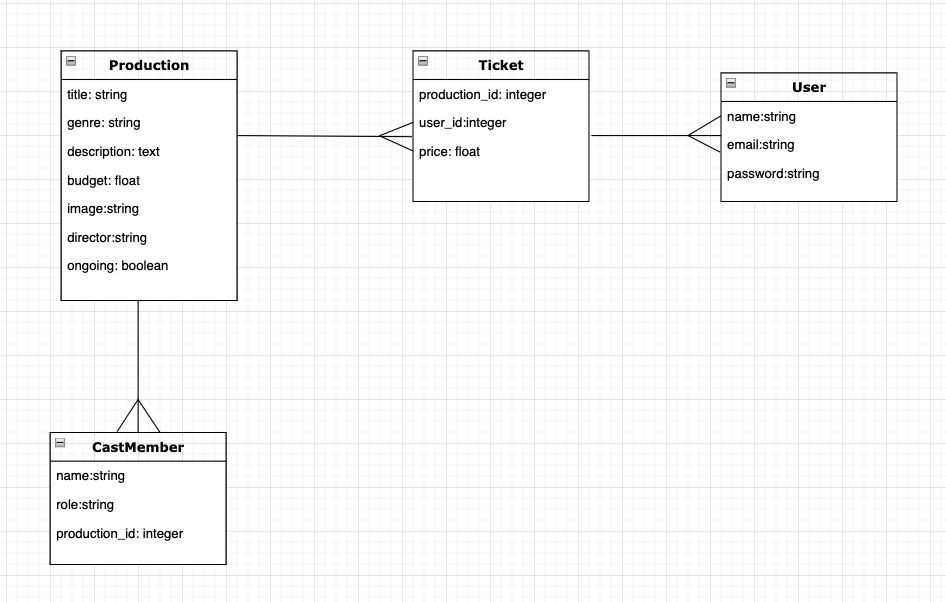 Production
title: string
genre: string
description: text
budget: float
image:string
director:string
ongoing: boolean
Ticket
production_id: integer
user_id:integer
price: float
User
name:string
email:string
password:string
CastMember
name:string
role:string
production_id: integer